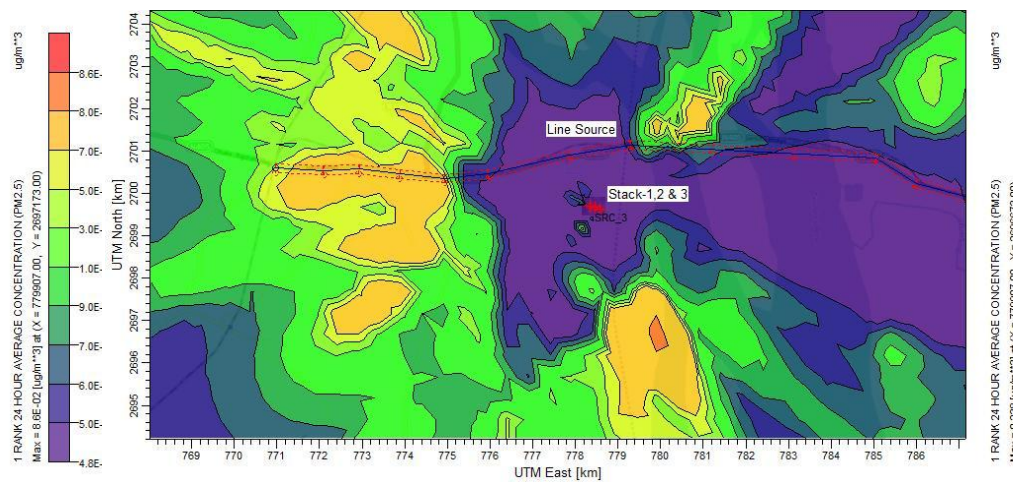 1 RANK 24 HOUR AVERAGE CONCENTRATION (PM2.5)
Max = 8.6E-02 [ug/m**3] at (X = 779907.00, Y = 2697173.00)
ug/m**3
8.6E-
8.0E-
7.0E-
5.0E-
3.0E-
1.0E-
9.0E-
7.0E-
6.0E-
5.0E-
4.8E-
UTM North [km]
2704
2703
2702
2701
2700
2699
2698
2697
2696
2695
Line Source
Stack-1,2 & 3
SRC_3
769
770
771
772
773
774
775
776
777
778
779
780
781
782
783
784
785
786
UTM East [km]
ug/m**3
1 RANK 24 HOUR AVERAGE CONCENTRATION (PM2.5)